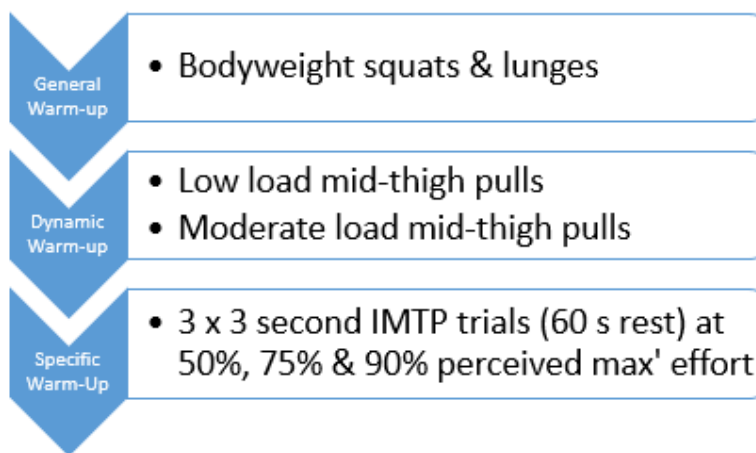 General
Warm-up
• Bodyweight squats & lunges
Dynamic
Warm-up
• Low load mid-thigh pulls
• Moderate load mid-thigh pulls
Specific
Warm-Up
• 3 x 3 second IMTP trials (60 s rest) at
50%, 75% & 90% perceived max' effort